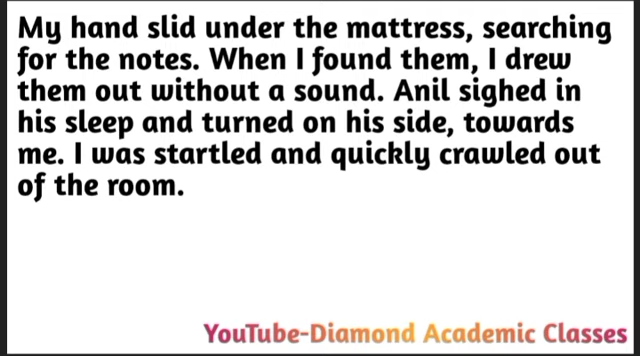 My hand slid under the mattress, searching
for the notes. When I found them, I drew
them out without a sound. Anil sighed in
his sleep and turned on his side, towards
me. I was startled and quickly crawled out
of the room.
YouTube-Diamond Academic Classes